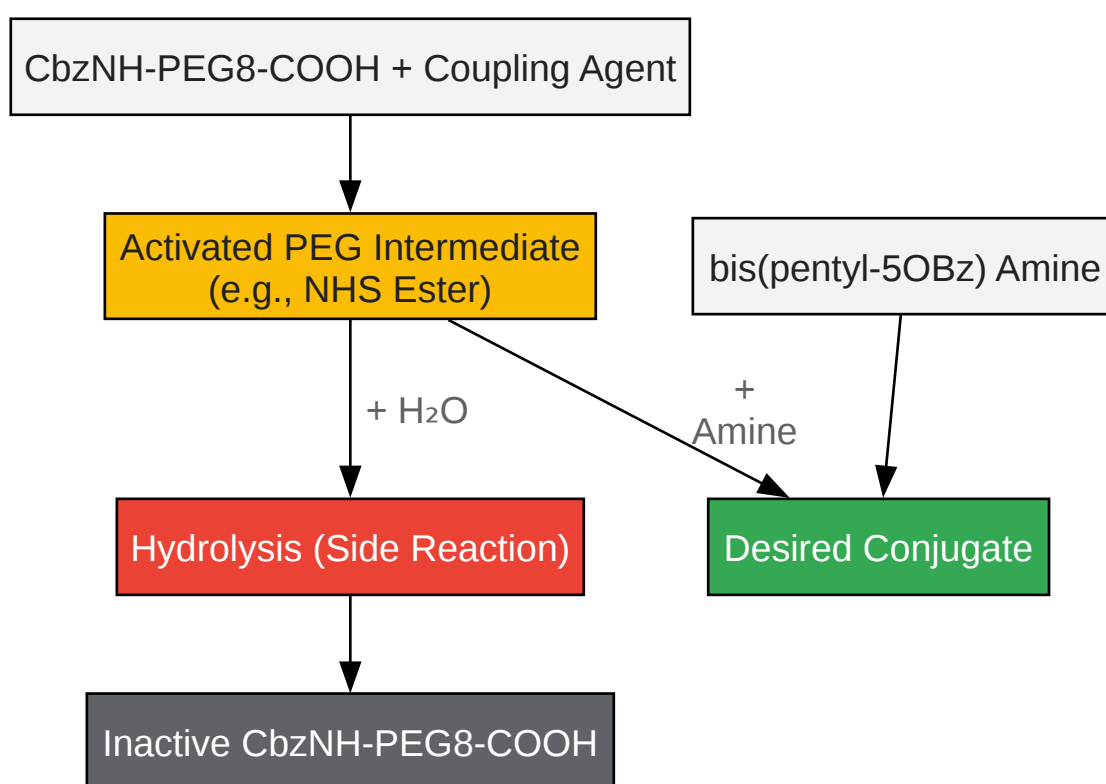 CbzNH-PEG8-COOH + Coupling Agent
Activated PEG Intermediate
(e.g., NHS Ester)
bis(pentyl-5OBz) Amine
+ H₂O
+
Amine
Hydrolysis (Side Reaction)
Desired Conjugate
Inactive CbzNH-PEG8-COOH